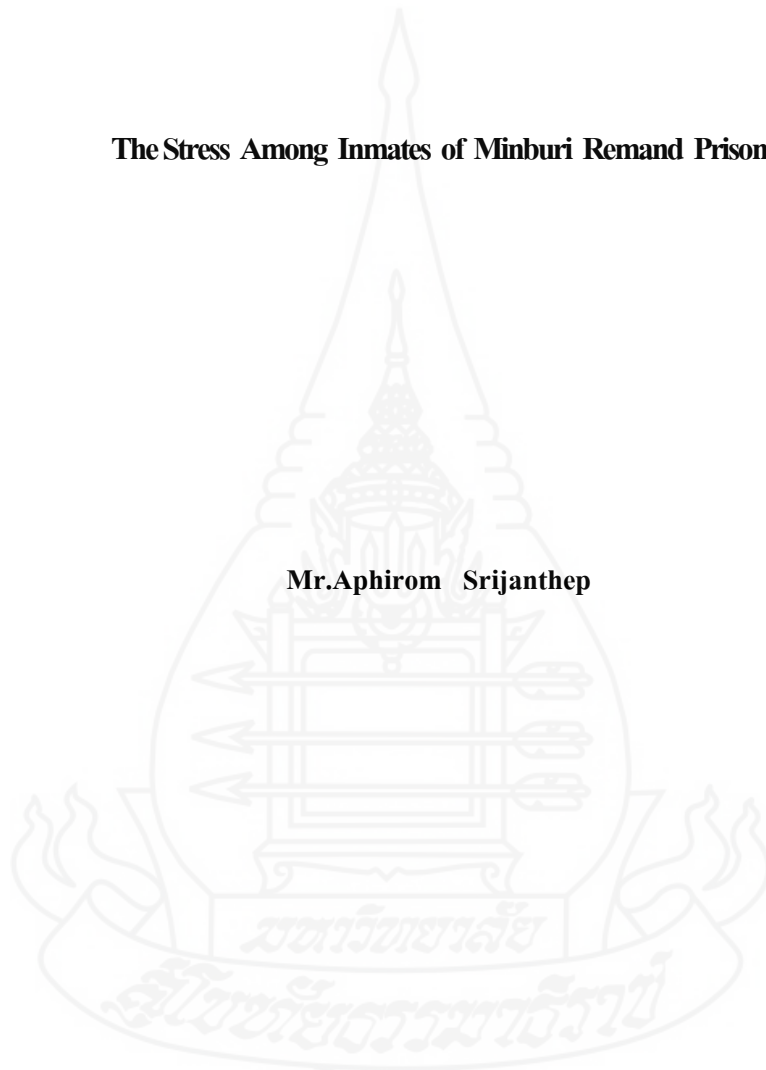 The Stress Among Inmates of Minburi Remand Prison
Mr.Aphirom Srijanthep
มหาวิทยาลัย
สุโขทัยธรรมาธิราช